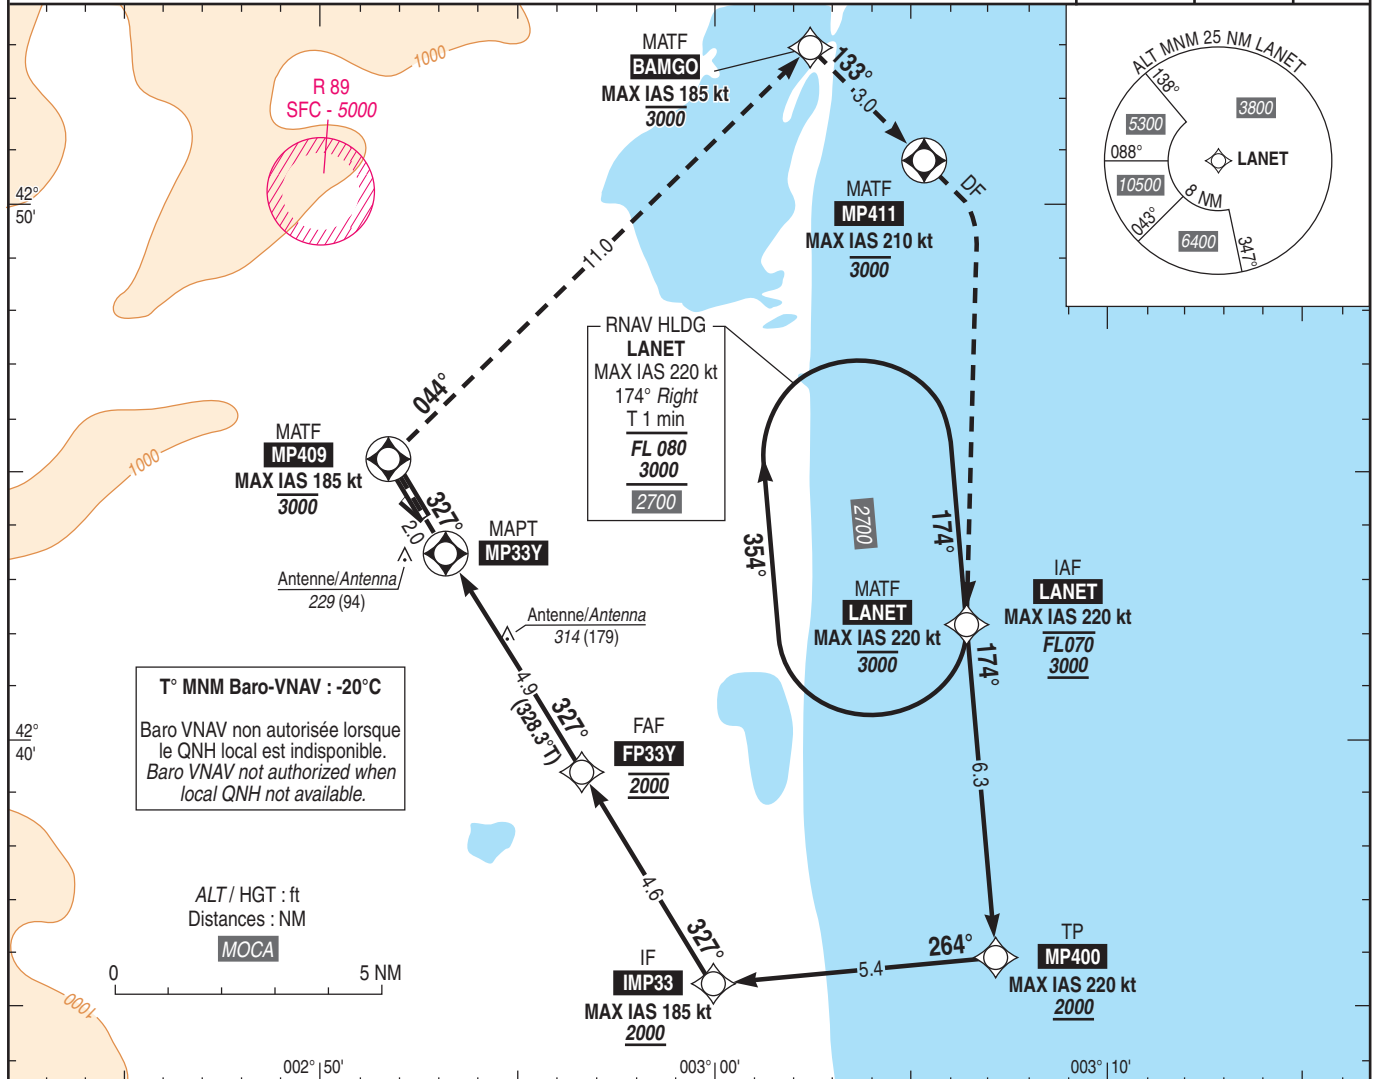 1000
R 89
SFC - 5000
MATF
BAMGO
MAX IAS 185 kt
3000
133°
3.0
ALT MNM 25 NM LANET
138°
3800
5300
088°
LANET
10500
8 NM
043°
6400
347°
42°
50'
MATF
MP411
MAX IAS 210 kt
3000
DF
11.0
RNAV HLDG
LANET
MAX IAS 220 kt
174° Right
T 1 min
FL 080
3000
2700
044°
1000
MATF
MP409
MAX IAS 185 kt
3000
327°
2.0
MAPT
MP33Y
Antenne/Antenna
229 (94)
Antenne/Antenna
314 (179)
354°
2700
174°
MATF
LANET
MAX IAS 220 kt
3000
IAF
LANET
MAX IAS 220 kt
FL070
3000
174°
T° MNM Baro-VNAV : -20°C
Baro VNAV non autorisée lorsque
le QNH local est indisponible.
Baro VNAV not authorized when
local QNH not available.
4.9
327°
(328.3°T)
FAF
FP33Y
2000
42°
40'
6.3
4.6
327°
ALT / HGT : ft
Distances : NM
MOCA
0 5 NM
1000
IF
IMP33
MAX IAS 185 kt
2000
5.4
264°
TP
MP400
MAX IAS 220 kt
2000
002° 50'
003° 00'
003° 10'